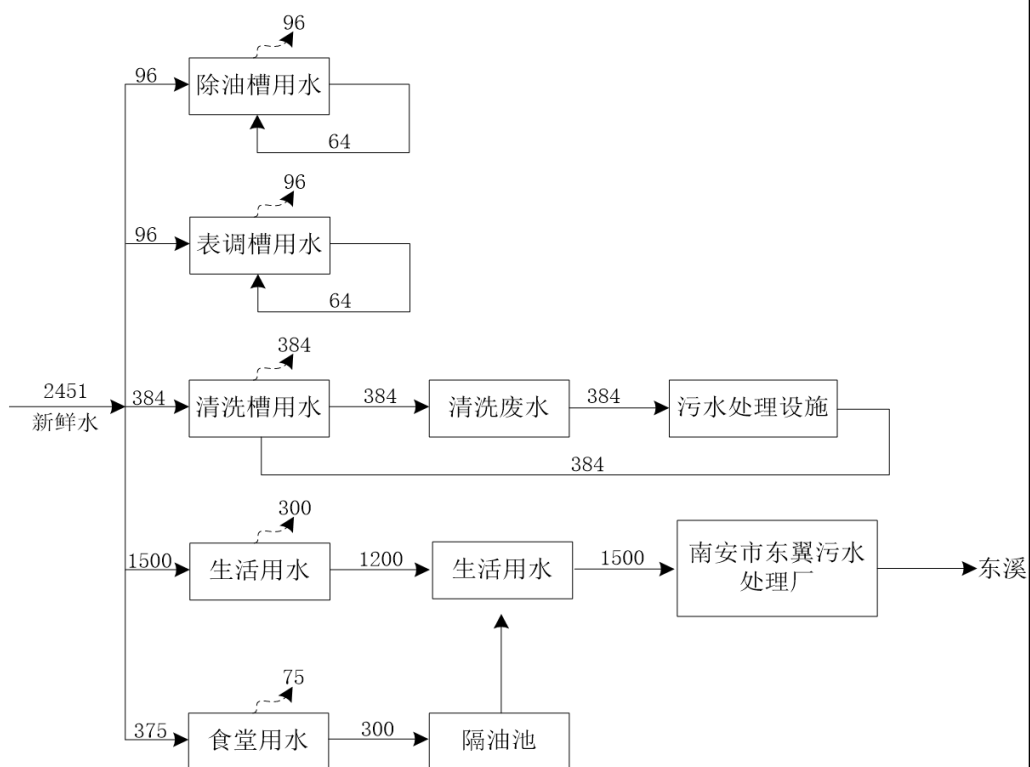 96
96
除油槽用水
64
96
96
表调槽用水
64
384
2451
新鲜水
384
清洗槽用水
384
清洗废水
384
污水处理设施
384
300
1500
生活用水
1200
生活用水
1500
南安市东翼污水
处理厂
东溪
75
375
食堂用水
300
隔油池